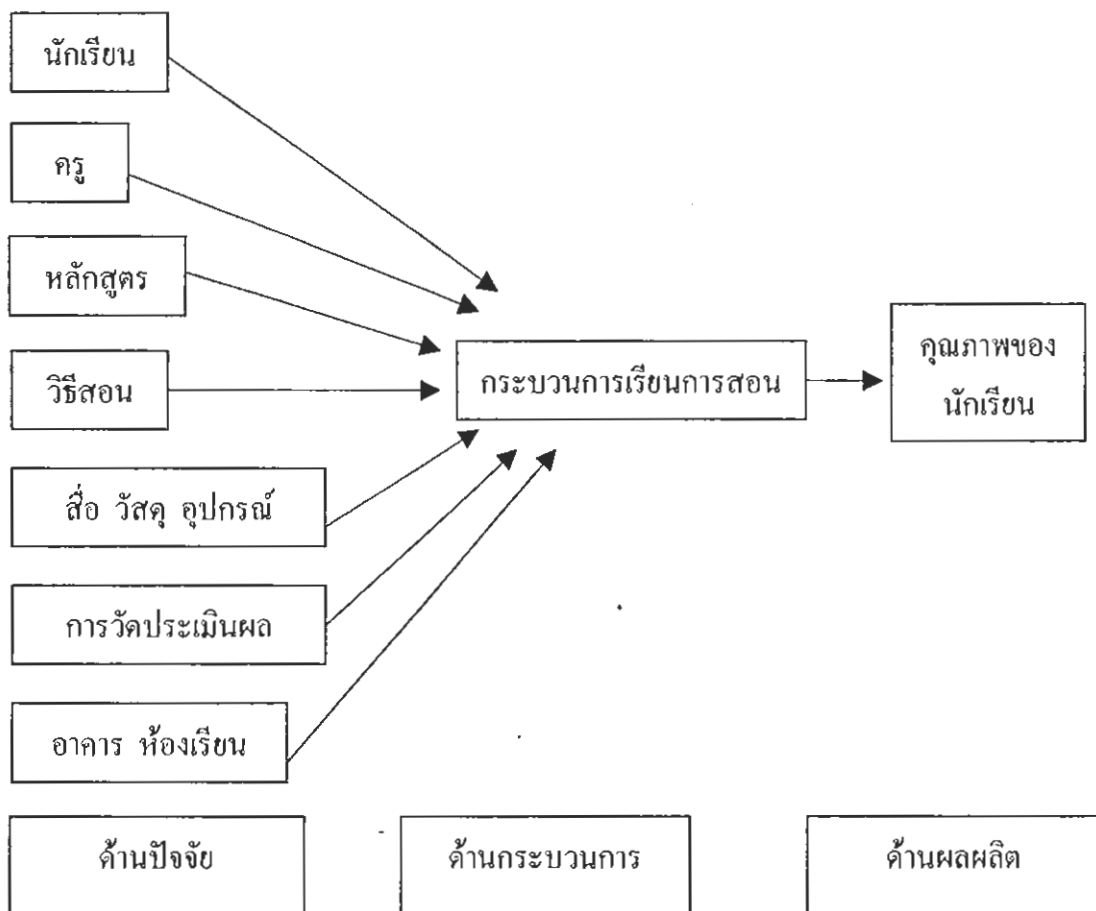 นักเรียน
ครู
หลักสูตร
วิธีสอน
สื่อ วัสดุ อุปกรณ์
การวัดประเมินผล
อาคาร ห้องเรียน
กระบวนการเรียนการสอน
คุณภาพของ
นักเรียน
ด้านปัจจัย
ด้านกระบวนการ
ด้านผลผลิต